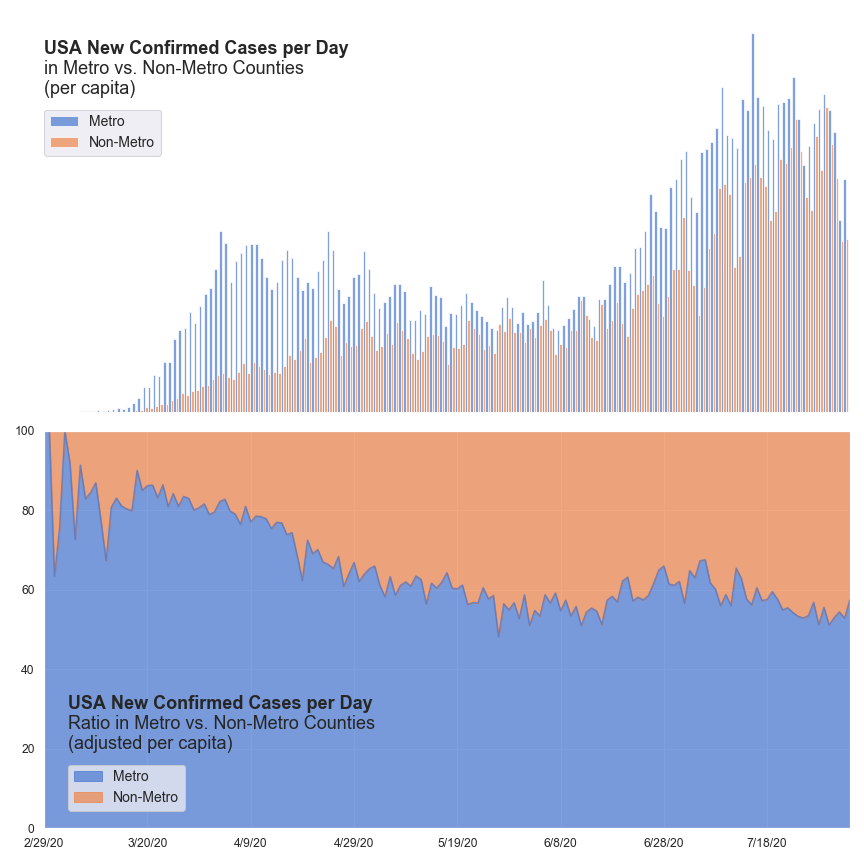 USA New Confirmed Cases per Day
in Metro vs. Non-Metro Counties
(per capita)
Metro
Non-Metro
100
80
60
40
20
0
USA New Confirmed Cases per Day
Ratio in Metro vs. Non-Metro Counties
(adjusted per capita)
Metro
Non-Metro
2/29/20 3/20/20 4/9/20 4/29/20 5/19/20 6/8/20 6/28/20 7/18/20